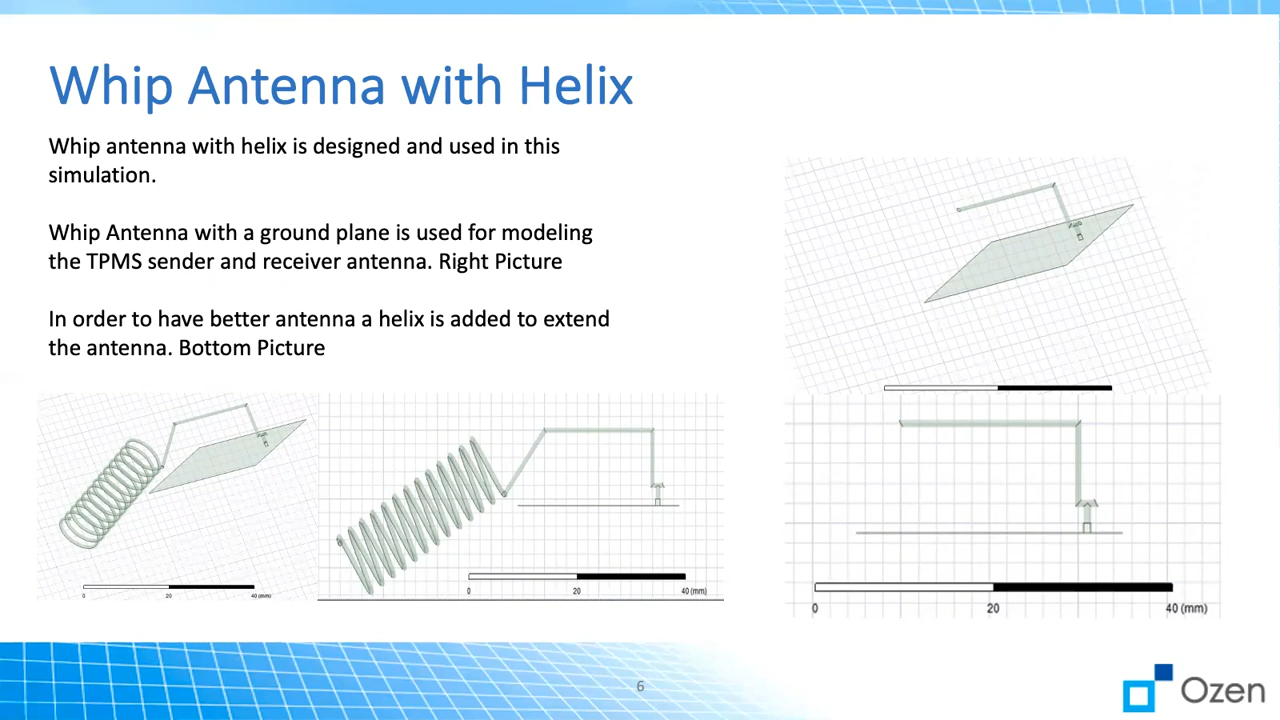 Whip Antenna with Helix
Whip antenna with helix is designed and used in this
simulation.
Whip Antenna with a ground plane is used for modeling
the TPMS sender and receiver antenna. Right Picture
In order to have better antenna a helix is added to extend
the antenna. Bottom Picture
0 20 40 (mm)
0 20 40 (mm)
0 20 40 (mm)
6
Ozen